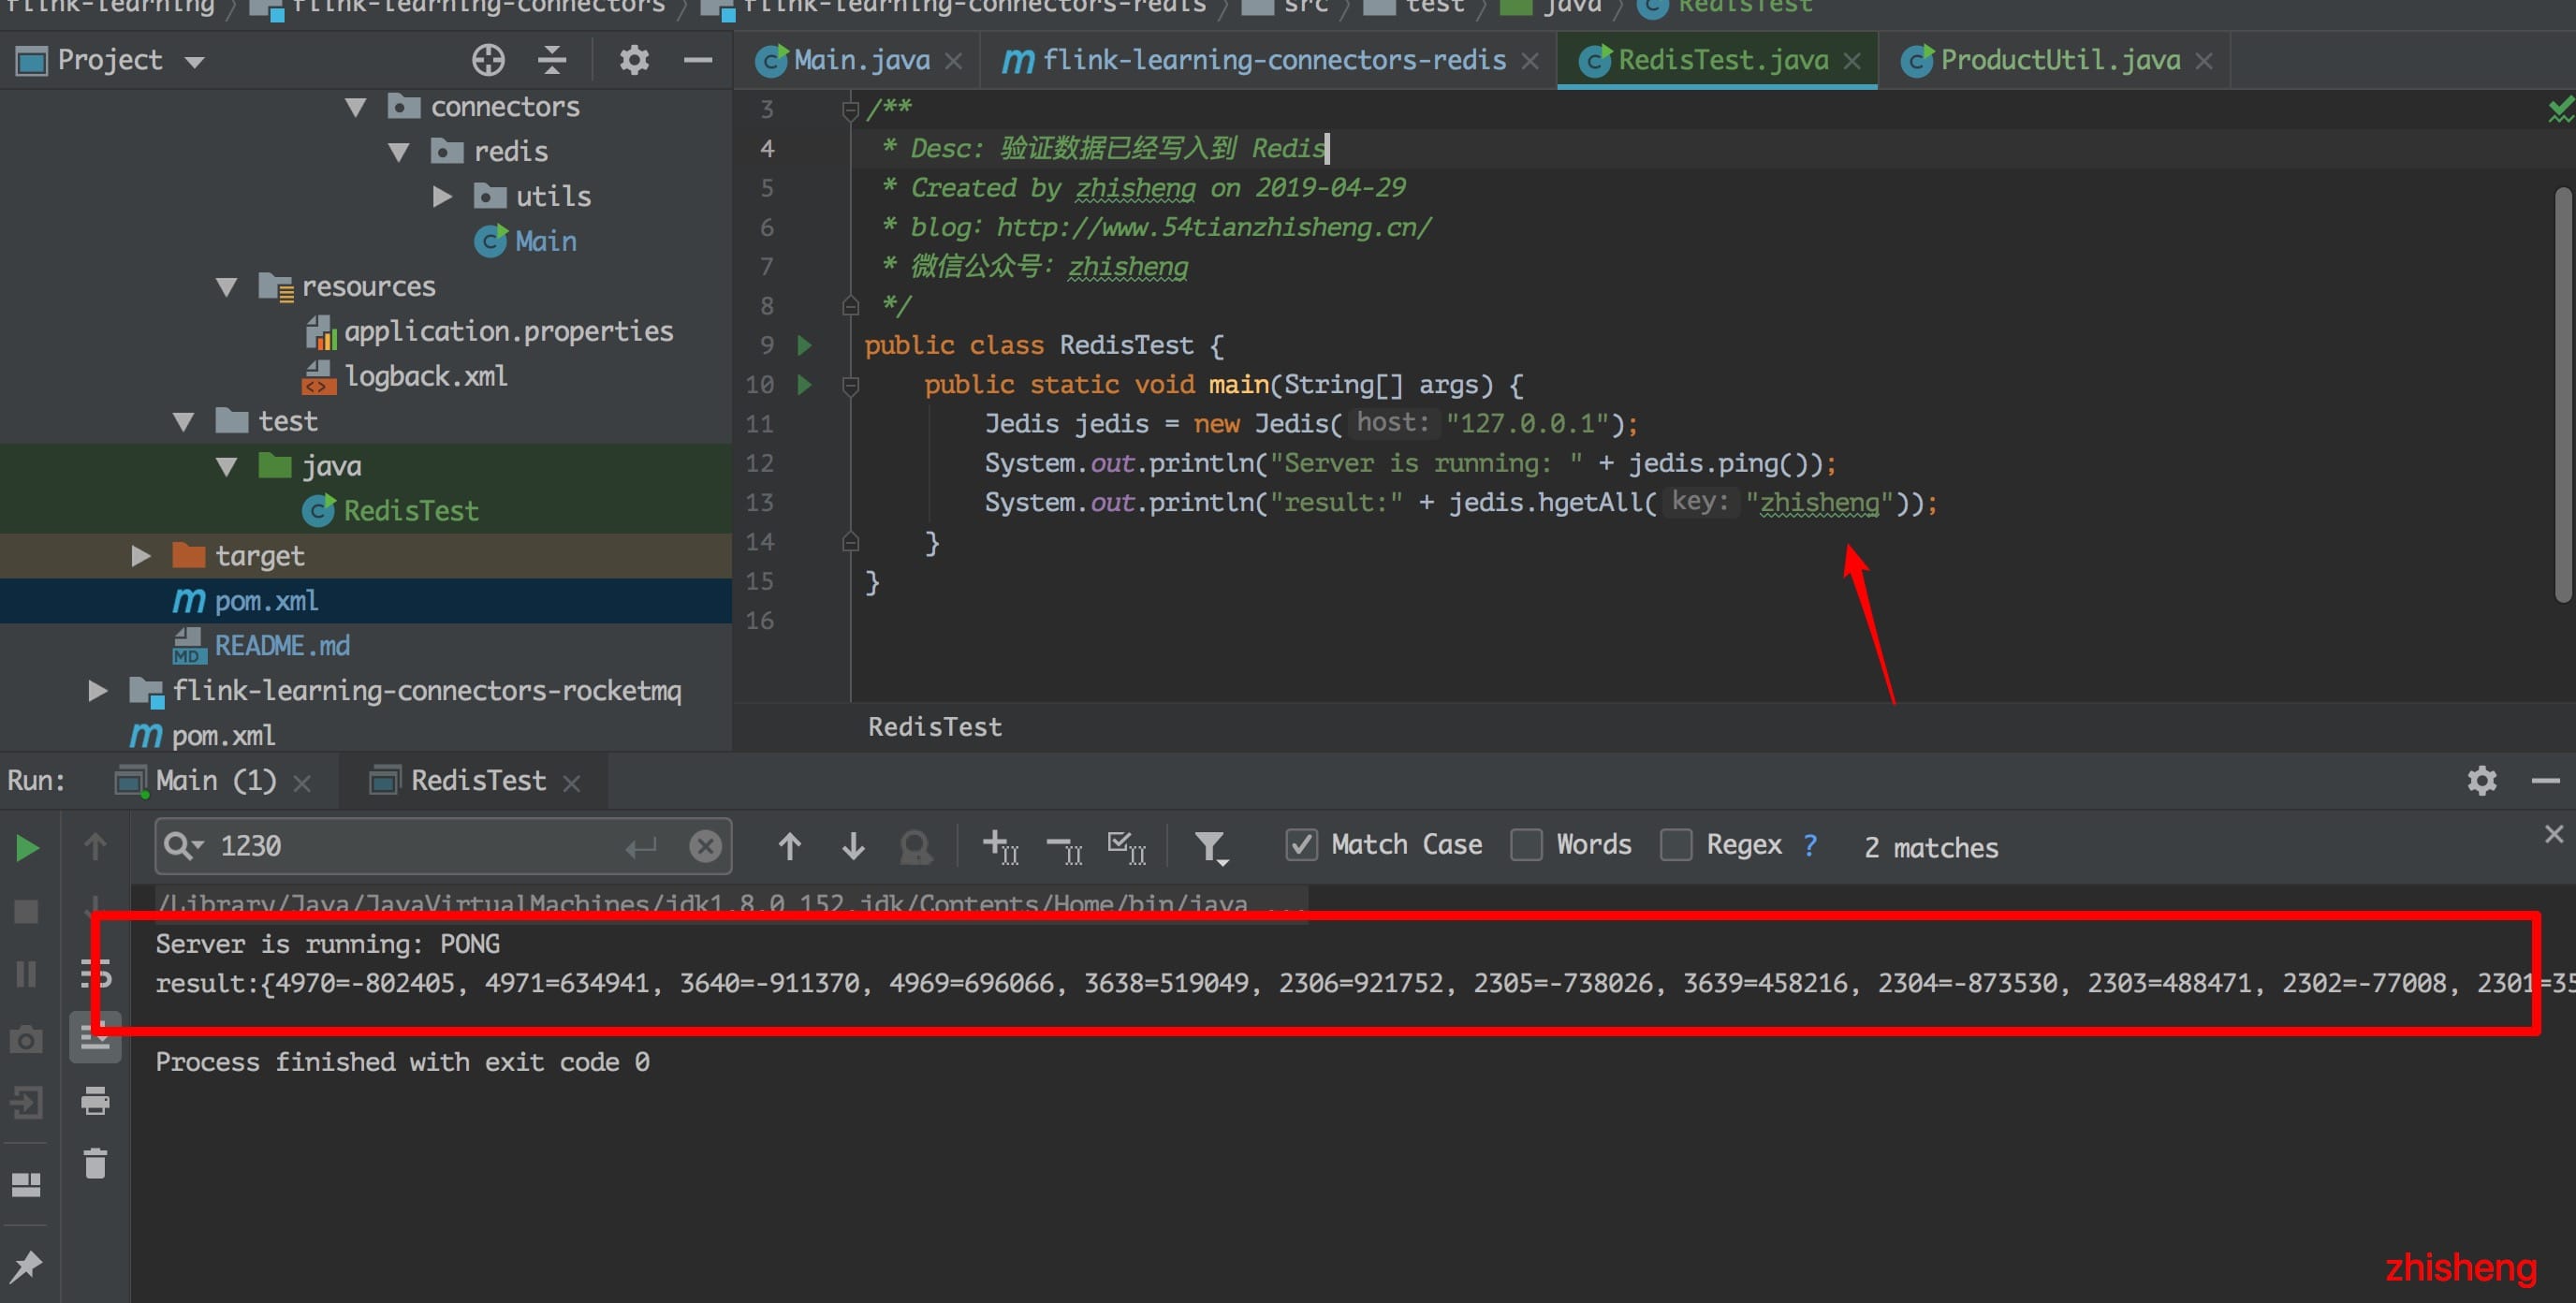 flink-learning flink-learning-connectors flink-learning-connectors-redis src test java RedisTest
Project
Main.java flink-learning-connectors-redis RedisTest.java ProductUtil.java
connectors
redis
utils
Main
resources
application.properties
logback.xml
test
java
RedisTest
target
pom.xml
README.md
MD
flink-learning-connectors-rocketmq
pom.xml
3 /**
4 * Desc: 验证数据已经写入到 Redis
5 * Created by zhisheng on 2019-04-29
6 * blog: http://www.54tianzhisheng.cn/
7 * 微信公众号: zhisheng
8 */
9 public class RedisTest {
10 public static void main(String[] args) {
11 Jedis jedis = new Jedis( host: "127.0.0.1");
12 System.out.println("Server is running: " + jedis.ping());
13 System.out.println("result:" + jedis.hgetAll( key: "zhisheng"));
14 }
15 }
16
RedisTest
Run: Main (1) RedisTest
1230 Match Case Words Regex ? 2 matches
/Library/Java/JavaVirtualMachines/jdk1.8.0_152.jdk/Contents/Home/bin/java ...
Server is running: PONG
result:{4970=-802405, 4971=634941, 3640=-911370, 4969=696066, 3638=519049, 2306=921752, 2305=-738026, 3639=458216, 2304=-873530, 2303=488471, 2302=-77008, 2301=35
Process finished with exit code 0
zhisheng